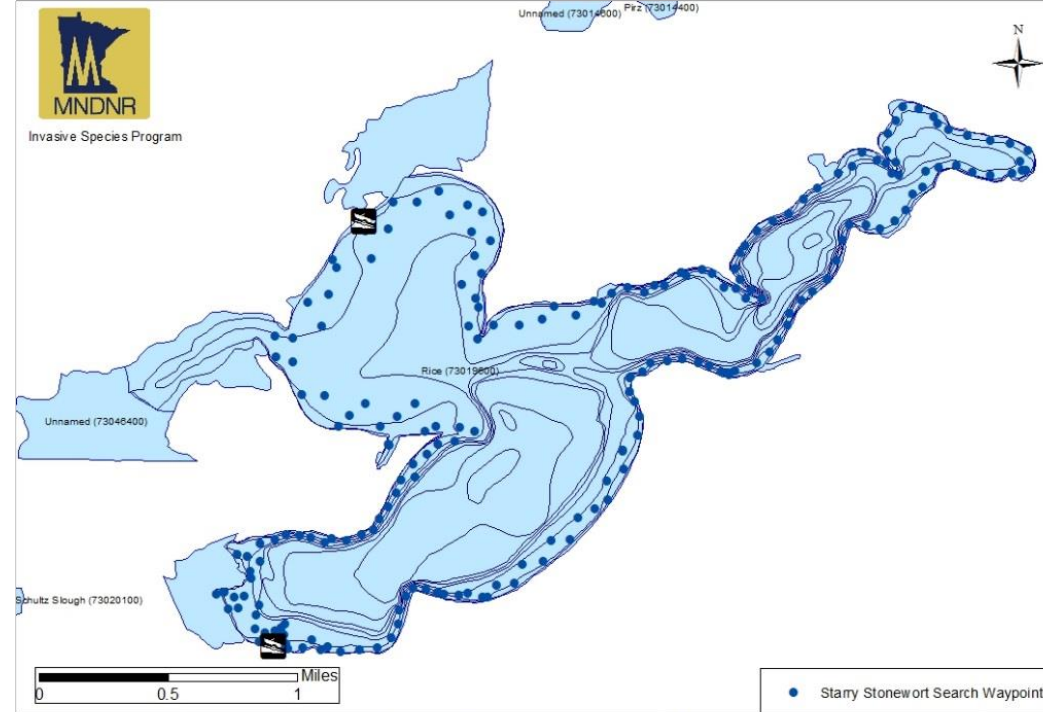 Unnamed (73014600)
Pirz (73014400)
N
MNDNR
Invasive Species Program
Rice (73019600)
Unnamed (73046400)
Schultz Slough (73020100)
Miles
0 0.5 1
Starry Stonewort Search Waypoint